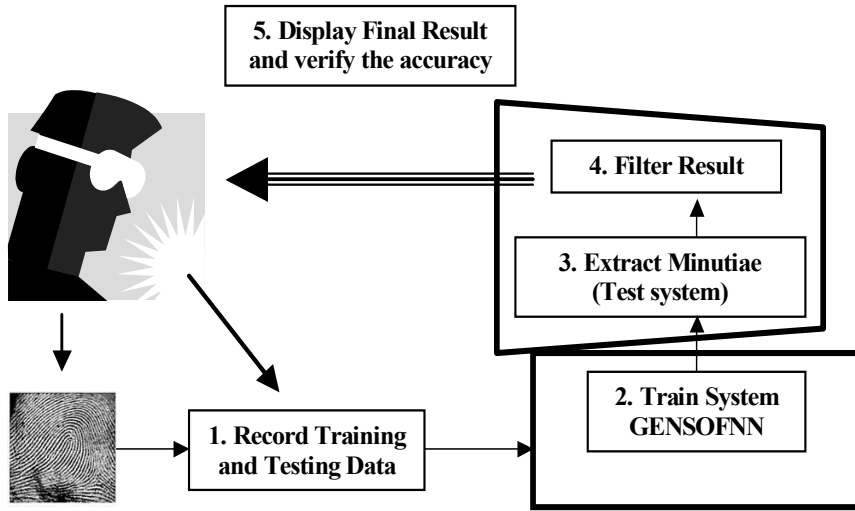 5. Display Final Result
and verify the accuracy
4. Filter Result
3. Extract Minutiae
(Test system)
2. Train System
GENSOFNN
1. Record Training
and Testing Data